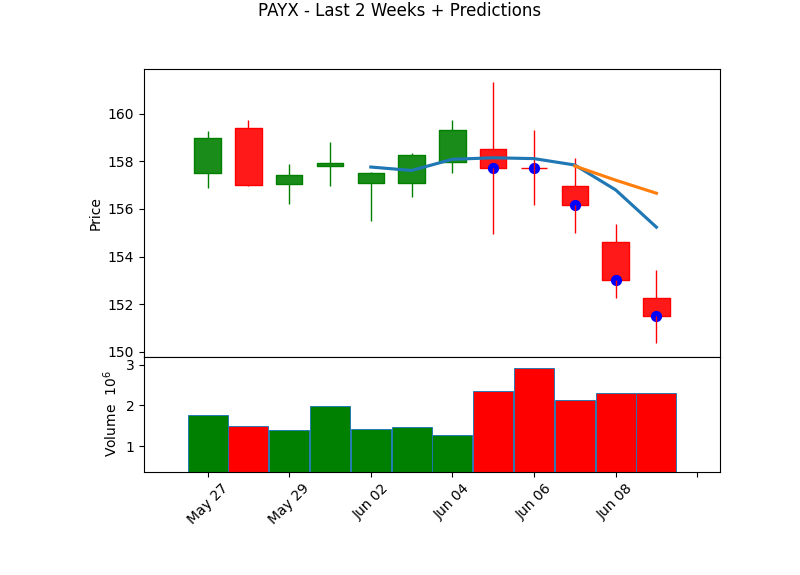 PAYX - Last 2 Weeks + Predictions
Price
160
158
156
154
152
150
Volume 10^6
3
2
1
May 27
May 29
Jun 02
Jun 04
Jun 06
Jun 08